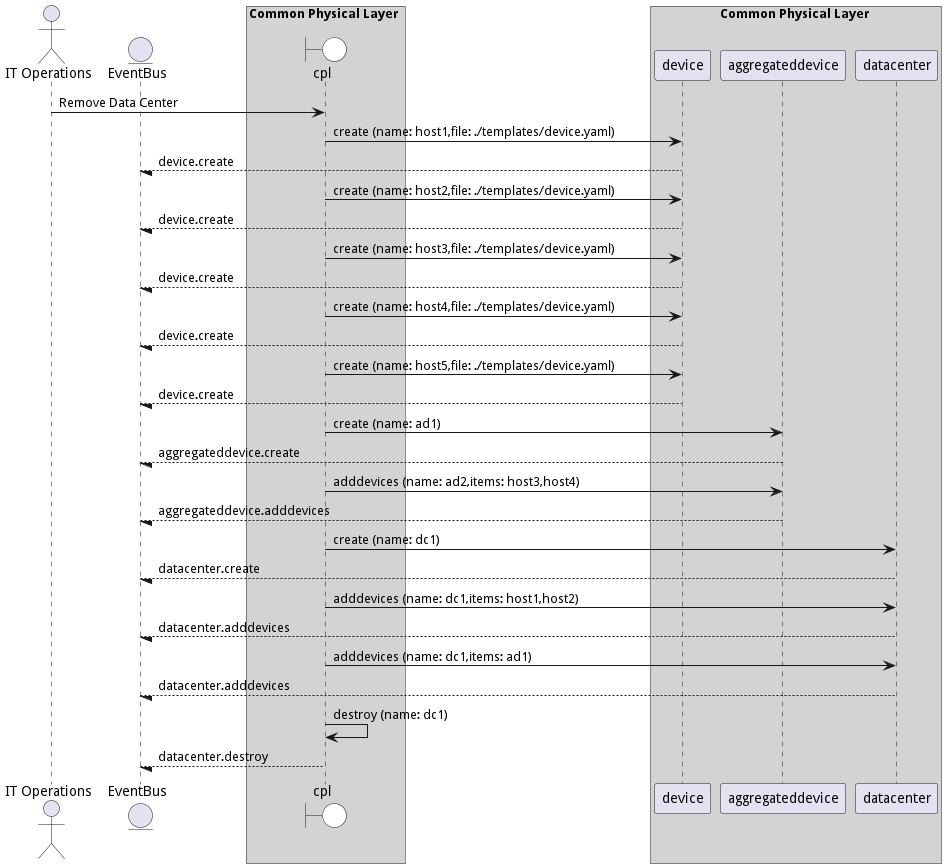 Common Physical Layer
Common Physical Layer
IT Operations
EventBus
cpl
device
aggregateddevice
datacenter
Remove Data Center
create (name: host1,file: ./templates/device.yaml)
device.create
create (name: host2,file: ./templates/device.yaml)
device.create
create (name: host3,file: ./templates/device.yaml)
device.create
create (name: host4,file: ./templates/device.yaml)
device.create
create (name: host5,file: ./templates/device.yaml)
device.create
create (name: ad1)
aggregateddevice.create
adddevices (name: ad2,items: host3,host4)
aggregateddevice.adddevices
create (name: dc1)
datacenter.create
adddevices (name: dc1,items: host1,host2)
datacenter.adddevices
adddevices (name: dc1,items: ad1)
datacenter.adddevices
destroy (name: dc1)
datacenter.destroy
IT Operations
EventBus
cpl
device
aggregateddevice
datacenter